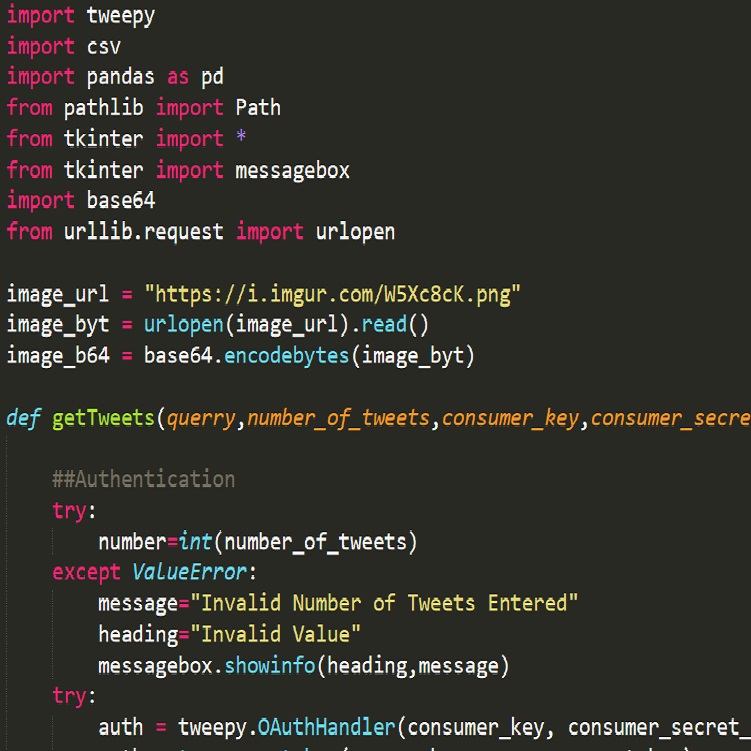 import tweepy
import csv
import pandas as pd
from pathlib import Path
from tkinter import *
from tkinter import messagebox
import base64
from urllib.request import urlopen

image_url = "https://i.imgur.com/W5Xc8cK.png"
image_byt = urlopen(image_url).read()
image_b64 = base64.encodebytes(image_byt)

def getTweets(querry,number_of_tweets,consumer_key,consumer_secre

    ##Authentication
    try:
        number=int(number_of_tweets)
    except ValueError:
        message="Invalid Number of Tweets Entered"
        heading="Invalid Value"
        messagebox.showinfo(heading,message)
    try:
        auth = tweepy.OAuthHandler(consumer_key, consumer_secret_